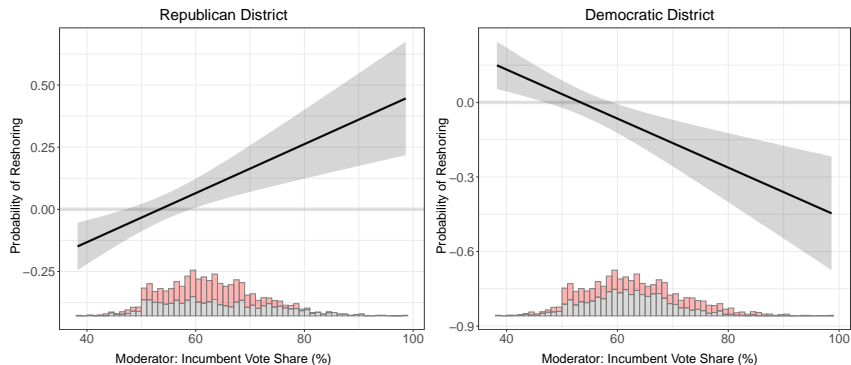 Republican District
Probability of Reshoring
0.50
0.25
0.00
−0.25
40
60
80
100
Moderator: Incumbent Vote Share (%)
Democratic District
Probability of Reshoring
0.0
−0.3
−0.6
−0.9
40
60
80
100
Moderator: Incumbent Vote Share (%)